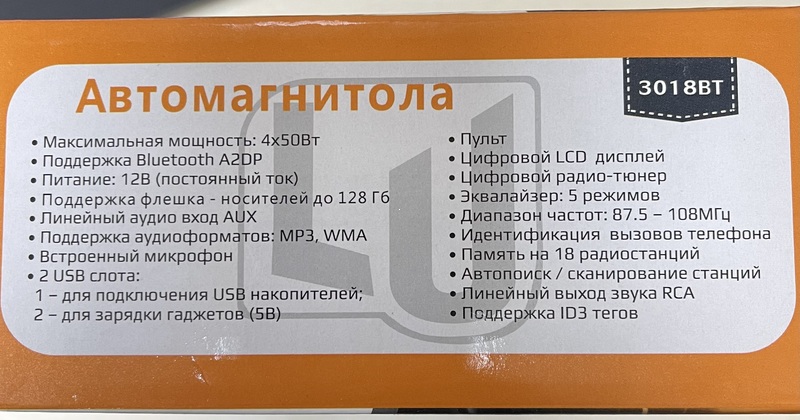 Автомагнитола
3018BT
• Максимальная мощность: 4x50Вт
• Поддержка Bluetooth A2DP
• Питание: 12В (постоянный ток)
• Поддержка флешка - носителей до 128 Гб
• Линейный аудио вход AUX
• Поддержка аудиоформатов: MP3, WMA
• Встроенный микрофон
• 2 USB слота:
1 – для подключения USB накопителей;
2 – для зарядки гаджетов (5В)
• Пульт
• Цифровой LCD дисплей
• Цифровой радио-тюнер
• Эквалайзер: 5 режимов
• Диапазон частот: 87.5 – 108МГц
• Идентификация вызовов телефона
• Память на 18 радиостанций
• Автопоиск / сканирование станций
• Линейный выход звука RCA
• Поддержка ID3 тегов